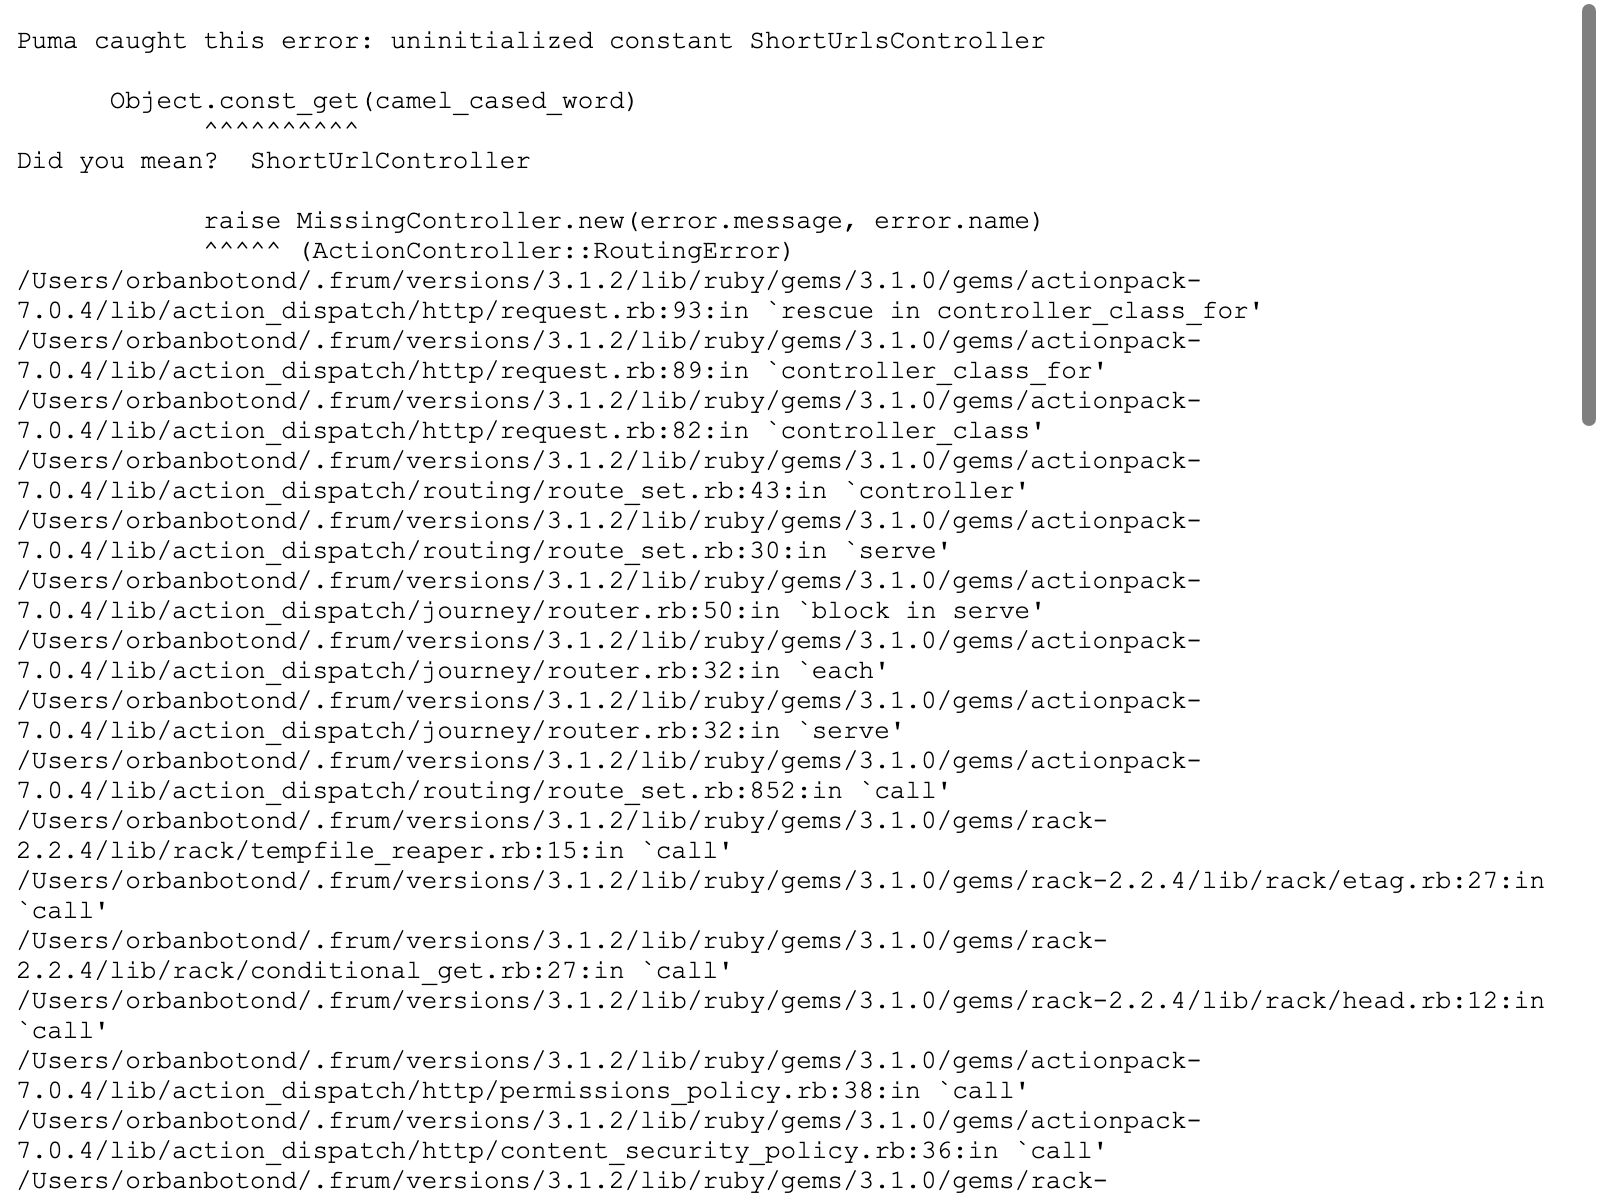 Puma caught this error: uninitialized constant ShortUrlsController
Object.const_get(camel_cased_word)
^^^^^^^^^^
Did you mean?  ShortUrlController
raise MissingController.new(error.message, error.name)
^^^^^ (ActionController::RoutingError)
/Users/orbanbotond/.frum/versions/3.1.2/lib/ruby/gems/3.1.0/gems/actionpack-
7.0.4/lib/action_dispatch/http/request.rb:93:in `rescue in controller_class_for'
/Users/orbanbotond/.frum/versions/3.1.2/lib/ruby/gems/3.1.0/gems/actionpack-
7.0.4/lib/action_dispatch/http/request.rb:89:in `controller_class_for'
/Users/orbanbotond/.frum/versions/3.1.2/lib/ruby/gems/3.1.0/gems/actionpack-
7.0.4/lib/action_dispatch/http/request.rb:82:in `controller_class'
/Users/orbanbotond/.frum/versions/3.1.2/lib/ruby/gems/3.1.0/gems/actionpack-
7.0.4/lib/action_dispatch/routing/route_set.rb:43:in `controller'
/Users/orbanbotond/.frum/versions/3.1.2/lib/ruby/gems/3.1.0/gems/actionpack-
7.0.4/lib/action_dispatch/routing/route_set.rb:30:in `serve'
/Users/orbanbotond/.frum/versions/3.1.2/lib/ruby/gems/3.1.0/gems/actionpack-
7.0.4/lib/action_dispatch/journey/router.rb:50:in `block in serve'
/Users/orbanbotond/.frum/versions/3.1.2/lib/ruby/gems/3.1.0/gems/actionpack-
7.0.4/lib/action_dispatch/journey/router.rb:32:in `each'
/Users/orbanbotond/.frum/versions/3.1.2/lib/ruby/gems/3.1.0/gems/actionpack-
7.0.4/lib/action_dispatch/journey/router.rb:32:in `serve'
/Users/orbanbotond/.frum/versions/3.1.2/lib/ruby/gems/3.1.0/gems/actionpack-
7.0.4/lib/action_dispatch/routing/route_set.rb:852:in `call'
/Users/orbanbotond/.frum/versions/3.1.2/lib/ruby/gems/3.1.0/gems/rack-
2.2.4/lib/rack/tempfile_reaper.rb:15:in `call'
/Users/orbanbotond/.frum/versions/3.1.2/lib/ruby/gems/3.1.0/gems/rack-2.2.4/lib/rack/etag.rb:27:in
`call'
/Users/orbanbotond/.frum/versions/3.1.2/lib/ruby/gems/3.1.0/gems/rack-
2.2.4/lib/rack/conditional_get.rb:27:in `call'
/Users/orbanbotond/.frum/versions/3.1.2/lib/ruby/gems/3.1.0/gems/rack-2.2.4/lib/rack/head.rb:12:in
`call'
/Users/orbanbotond/.frum/versions/3.1.2/lib/ruby/gems/3.1.0/gems/actionpack-
7.0.4/lib/action_dispatch/http/permissions_policy.rb:38:in `call'
/Users/orbanbotond/.frum/versions/3.1.2/lib/ruby/gems/3.1.0/gems/actionpack-
7.0.4/lib/action_dispatch/http/content_security_policy.rb:36:in `call'
/Users/orbanbotond/.frum/versions/3.1.2/lib/ruby/gems/3.1.0/gems/rack-